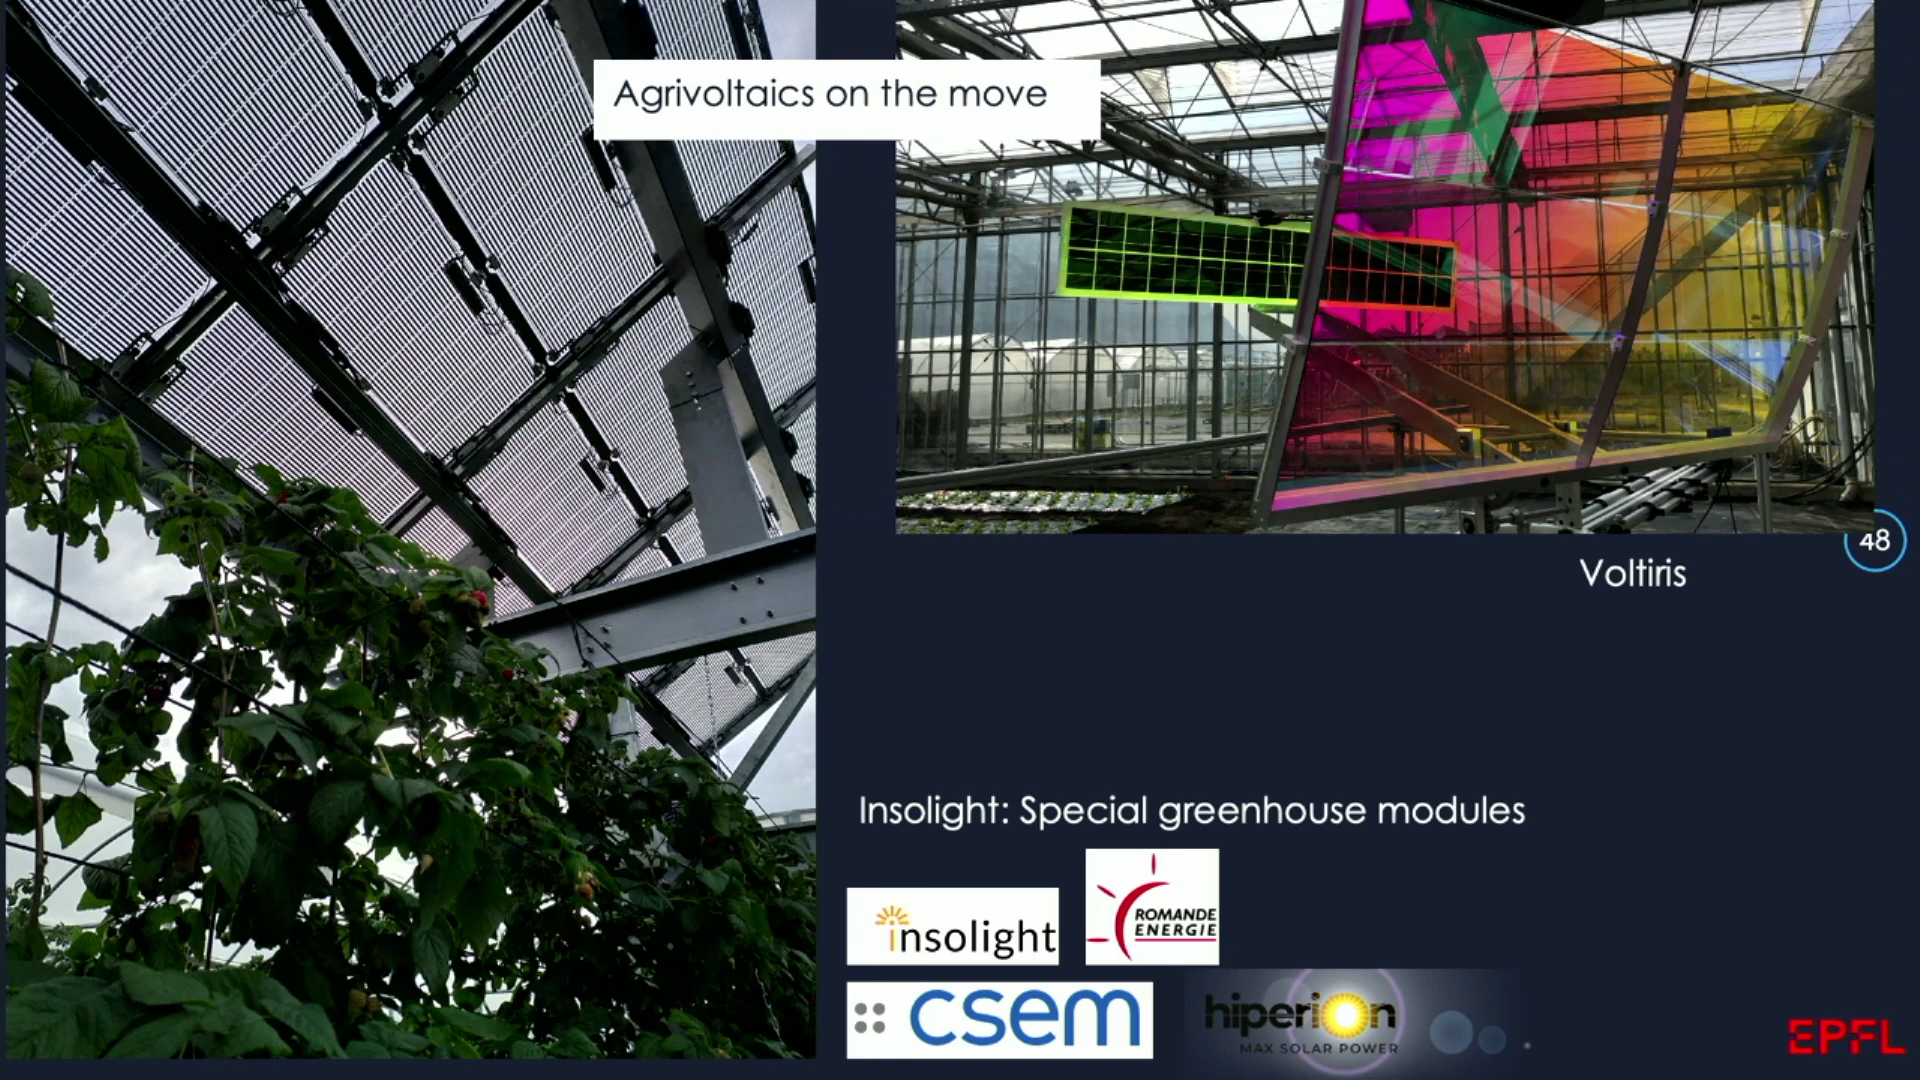 Agrivoltaics on the move
48
Voltiris
Insolight: Special greenhouse modules
insolight
ROMANDE
ENERGIE
csem
hiperion
MAX SOLAR POWER
EPFL